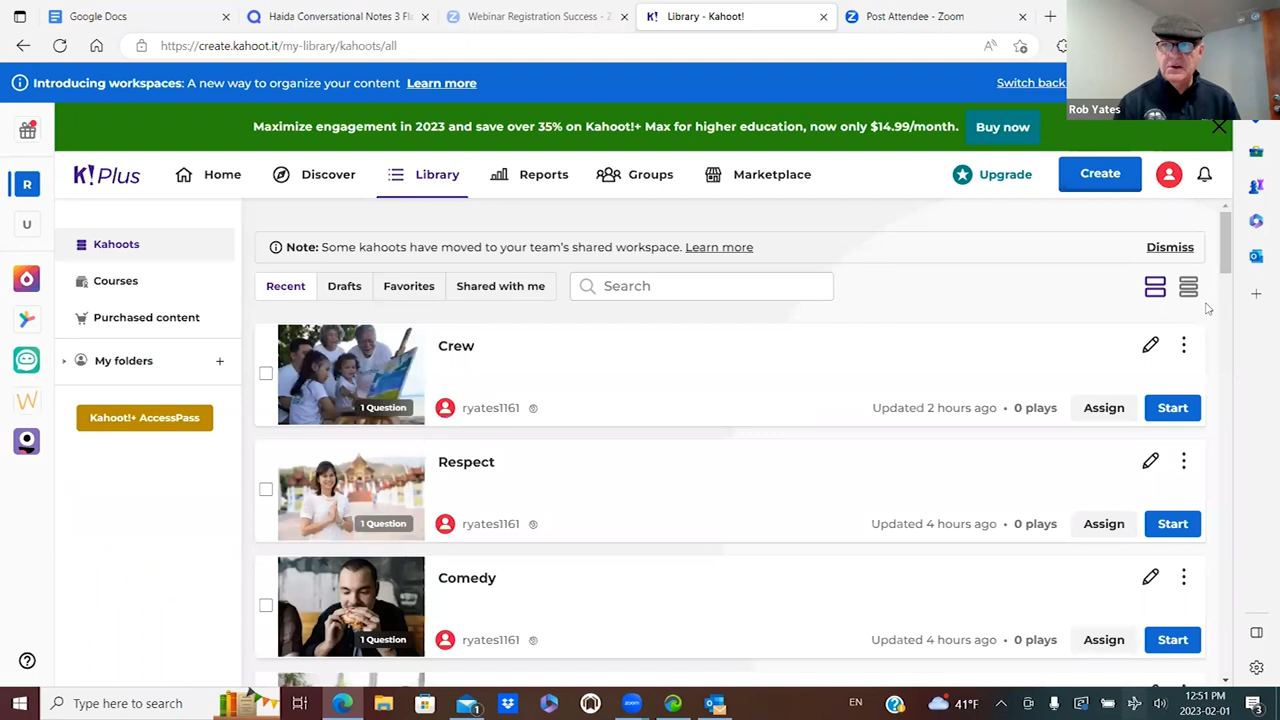 Google Docs
Haida Conversational Notes 3 Fl
Webinar Registration Success -
Library - Kahoot!
Post Attendee - Zoom
https://create.kahoot.it/my-library/kahoots/all
Introducing workspaces: A new way to organize your content Learn more
Switch back
Rob Yates
Maximize engagement in 2023 and save over 35% on Kahoot!+ Max for higher education, now only $14.99/month.
Buy now
K!Plus
Home
Discover
Library
Reports
Groups
Marketplace
Upgrade
Create
R
U
W
Kahoots
Courses
Purchased content
My folders
Kahoot!+ AccessPass
Note: Some kahoots have moved to your team's shared workspace. Learn more
Dismiss
Recent
Drafts
Favorites
Shared with me
Search
Crew
1 Question
ryates1161
Updated 2 hours ago • 0 plays
Assign
Start
Respect
1 Question
ryates1161
Updated 4 hours ago • 0 plays
Assign
Start
Comedy
1 Question
ryates1161
Updated 4 hours ago • 0 plays
Assign
Start
Type here to search
1
EN
41°F
12:51 PM
2023-02-01
3